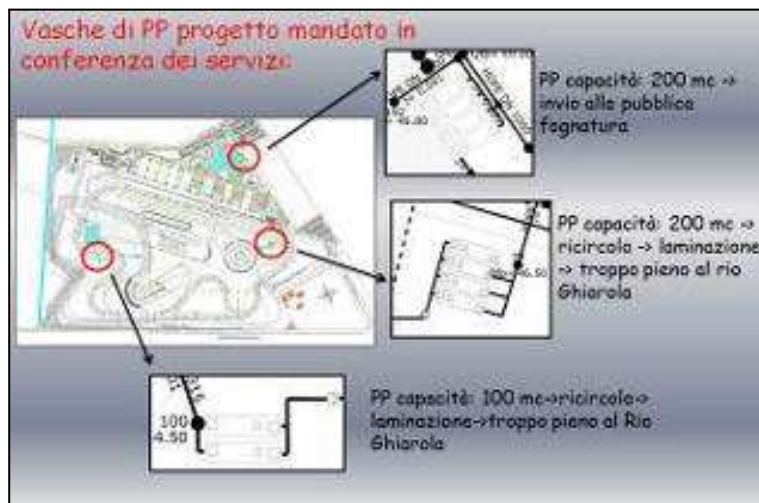 Vasche di PP progetto mandato in
conferenza dei servizi:
PP capacità: 200 mc ->
invio alle pubblica
fognatura
PP capacità: 200 mc ->
ricircolo -> laminazione
-> troppo pieno al rio
Ghiarola
PP capacità: 100 mc->ricircolo->
laminazione->troppo pieno al Rio
Ghiarola
100
4.50